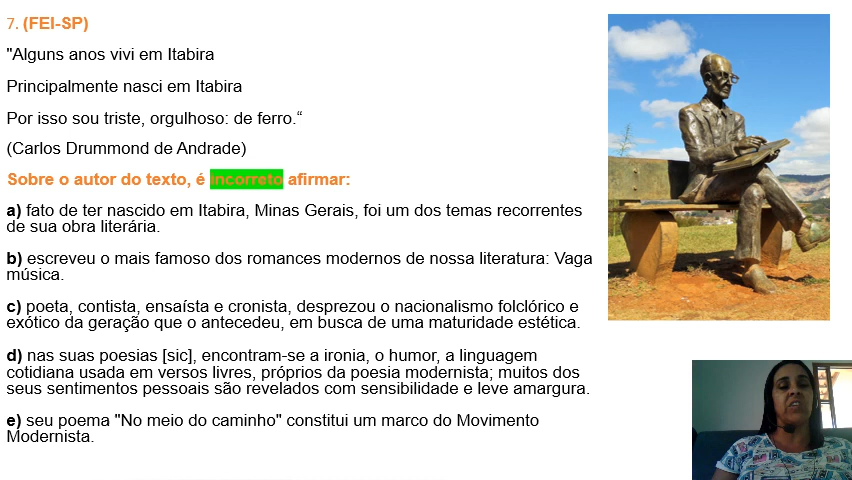 7. (FEI-SP)
"Alguns anos vivi em Itabira
Principalmente nasci em Itabira
Por isso sou triste, orgulhoso: de ferro.“
(Carlos Drummond de Andrade)
Sobre o autor do texto, é incorreto afirmar:
a) fato de ter nascido em Itabira, Minas Gerais, foi um dos temas recorrentes
de sua obra literária.
b) escreveu o mais famoso dos romances modernos de nossa literatura: Vaga
música.
c) poeta, contista, ensaísta e cronista, desprezou o nacionalismo folclórico e
exótico da geração que o antecedeu, em busca de uma maturidade estética.
d) nas suas poesias [sic], encontram-se a ironia, o humor, a linguagem
cotidiana usada em versos livres, próprios da poesia modernista; muitos dos
seus sentimentos pessoais são revelados com sensibilidade e leve amargura.
e) seu poema "No meio do caminho" constitui um marco do Movimento
Modernista.